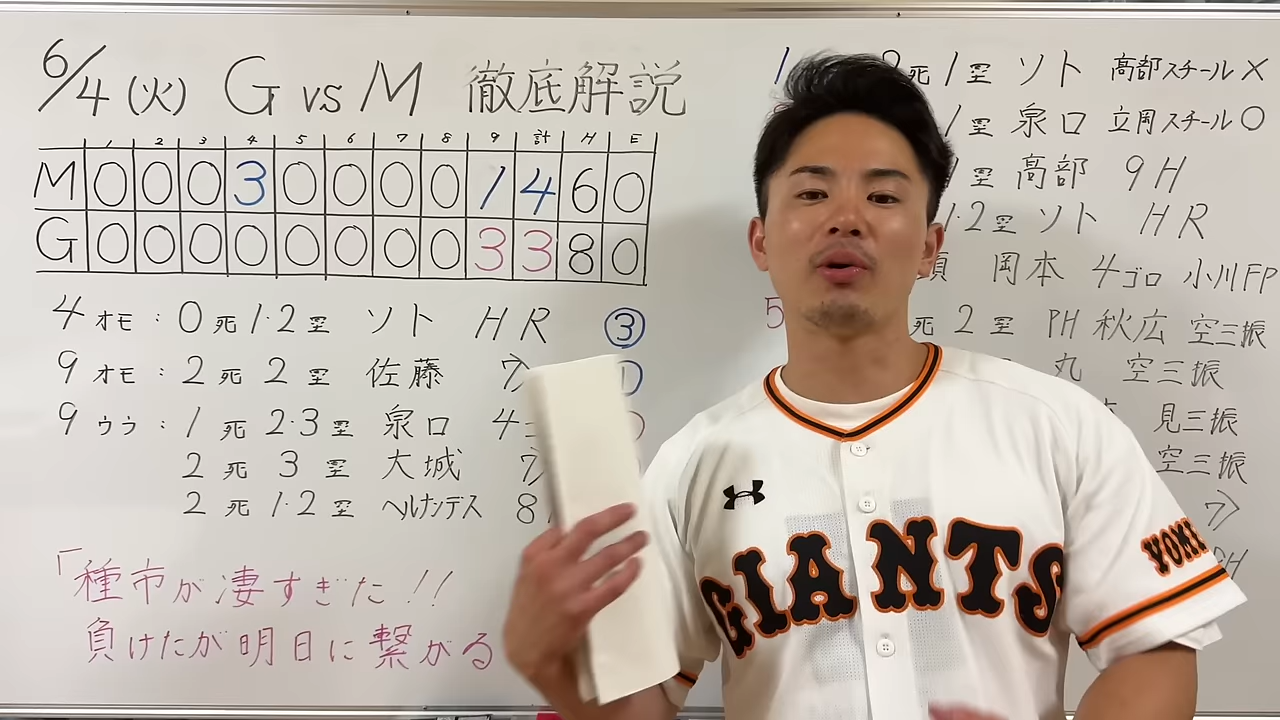 6/4(火) G vs M 徹底解説
1 2 3 4 5 6 7 8 9 計 H E
M 0 0 0 3 0 0 0 0 1 4 6 0
G 0 0 0 0 0 0 0 0 3 3 8 0
4オモ:0死1・2塁 ソト HR ③
9オモ:2死2塁 佐藤 7
9ウラ:1死2・3塁 泉口 4
2死3塁 大城 7
2死1・2塁 ヘルナンデス 8
「種市が凄すぎた!!
負けたが明日に繋がる
死1塁 ソト 高部スチール×
1塁 泉口 立岡スチール○
塁 高部 9H
1・2塁 ソト HR
頭 岡本 4ゴロ 小川FP
5 死2塁 PH 秋広 空三振
丸 空三振
見三振
空三振
7
GIANTS